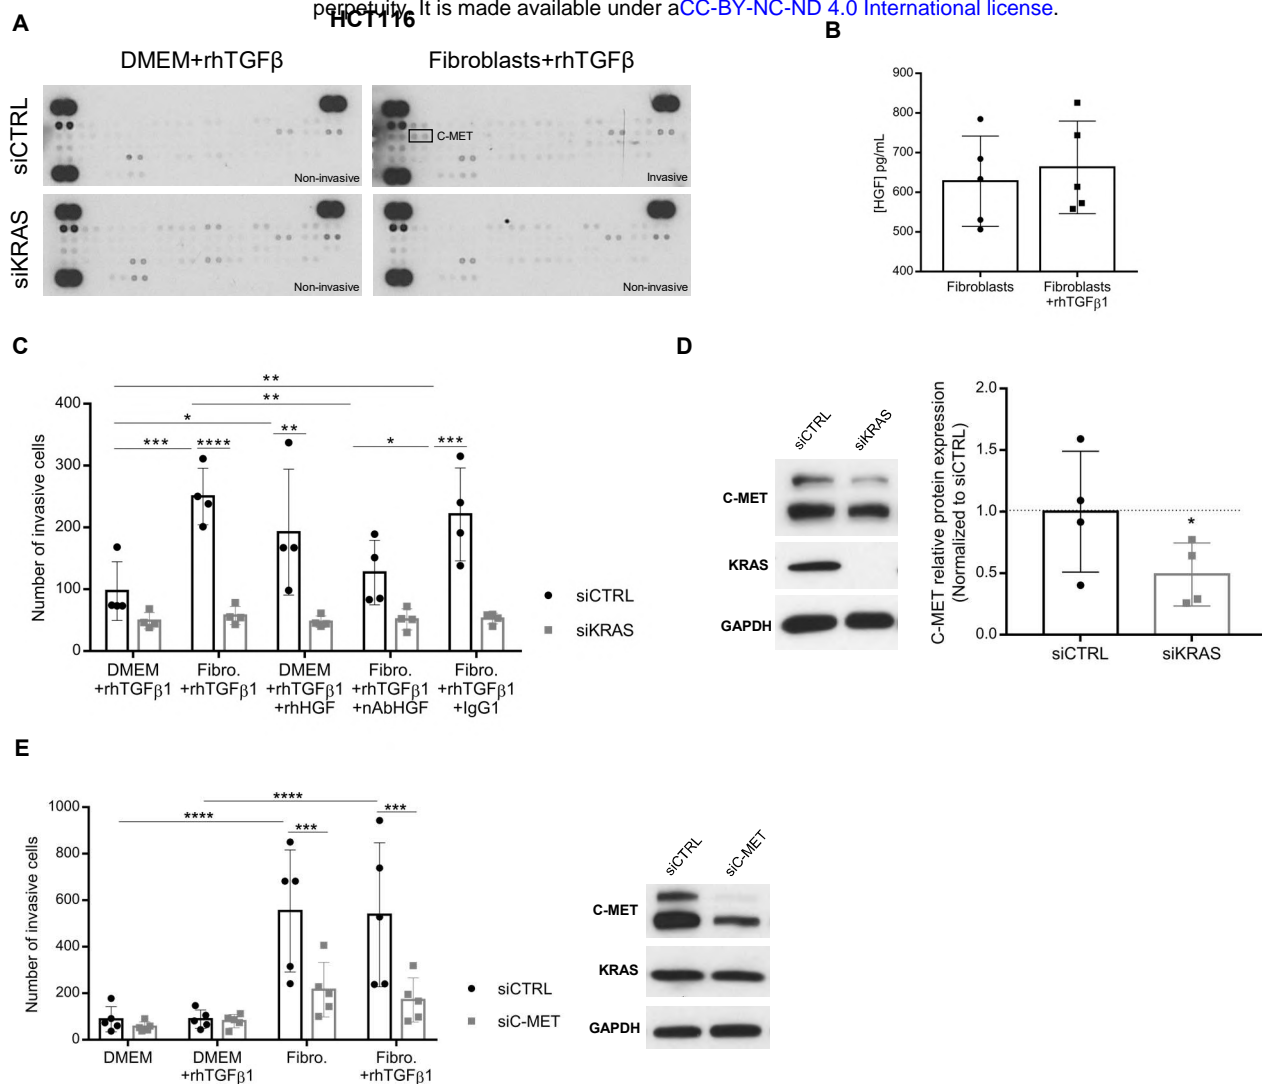 perpetuity. It is made available under aCC-BY-NC-ND 4.0 International license.
A
HCT116
DMEM+rhTGFβ
Fibroblasts+rhTGFβ
siCTRL
C-MET
Non-invasive
Invasive
siKRAS
Non-invasive
Non-invasive
B
[HGF] pg/mL
900
800
700
600
500
400
Fibroblasts
Fibroblasts
+rhTGFβ1
C
Number of invasive cells
400
300
200
100
0
**
**
*
**
***
****
*
***
DMEM
+rhTGFβ1
Fibro.
+rhTGFβ1
DMEM
+rhTGFβ1
+rhHGF
Fibro.
+rhTGFβ1
+nAbHGF
Fibro.
+rhTGFβ1
+IgG1
siCTRL
siKRAS
D
siCTRL
siKRAS
C-MET
KRAS
GAPDH
C-MET relative protein expression
(Normalized to siCTRL)
2.0
1.5
1.0
0.5
0.0
*
siCTRL
siKRAS
E
Number of invasive cells
1000
800
600
400
200
0
****
****
***
***
DMEM
DMEM
+rhTGFβ1
Fibro.
Fibro.
+rhTGFβ1
siCTRL
siC-MET
siCTRL
siC-MET
C-MET
KRAS
GAPDH